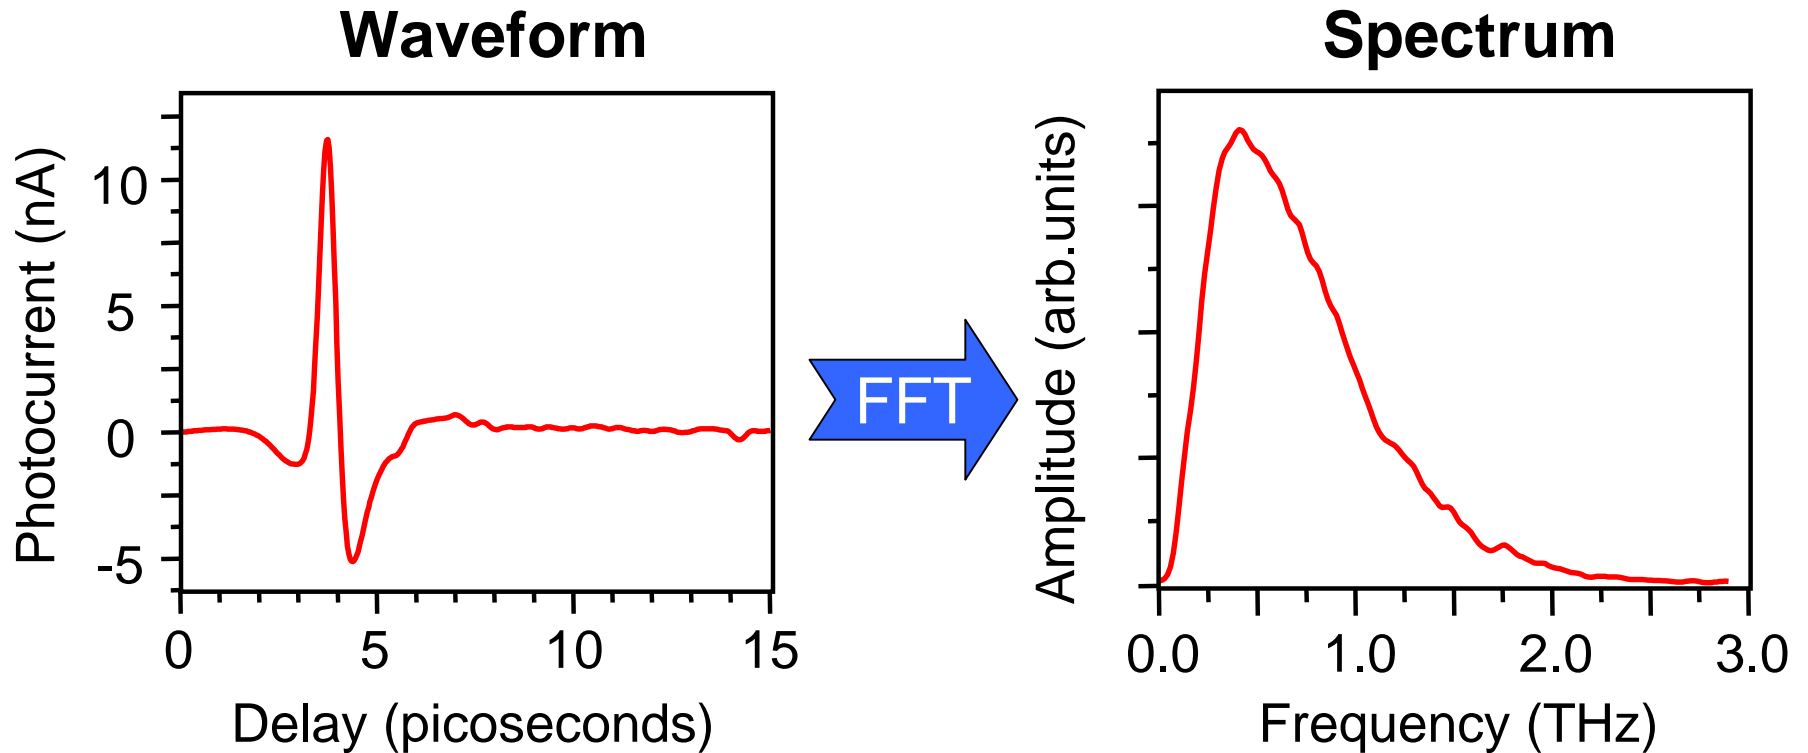 Waveform
Photocurrent (nA)
10
5
0
-5
0 5 10 15
Delay (picoseconds)
FFT
Spectrum
Amplitude (arb.units)
0.0 1.0 2.0 3.0
Frequency (THz)